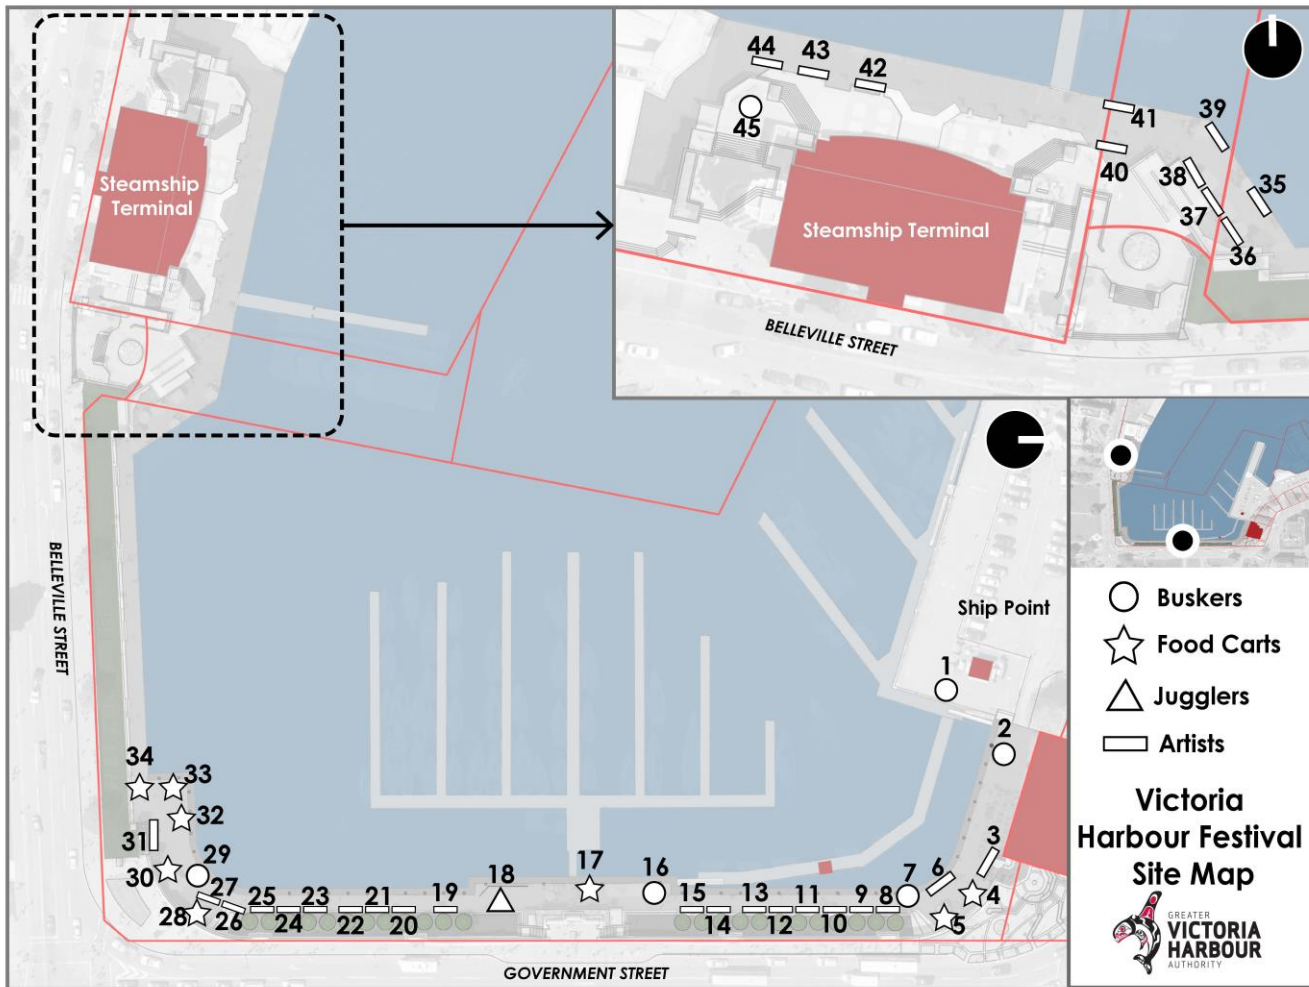 Steamship
Terminal
44
43
42
45
41
39
40
38
35
37
36
Steamship Terminal
BELLEVILLE STREET
BELLEVILLE STREET
Ship Point
1
2
3
4
5
6
7
8
9
10
11
12
13
14
15
16
17
18
19
20
21
22
23
24
25
26
27
28
29
30
31
32
33
34
GOVERNMENT STREET
Buskers
Food Carts
Jugglers
Artists
Victoria
Harbour Festival
Site Map
GREATER
VICTORIA
HARBOUR
AUTHORITY